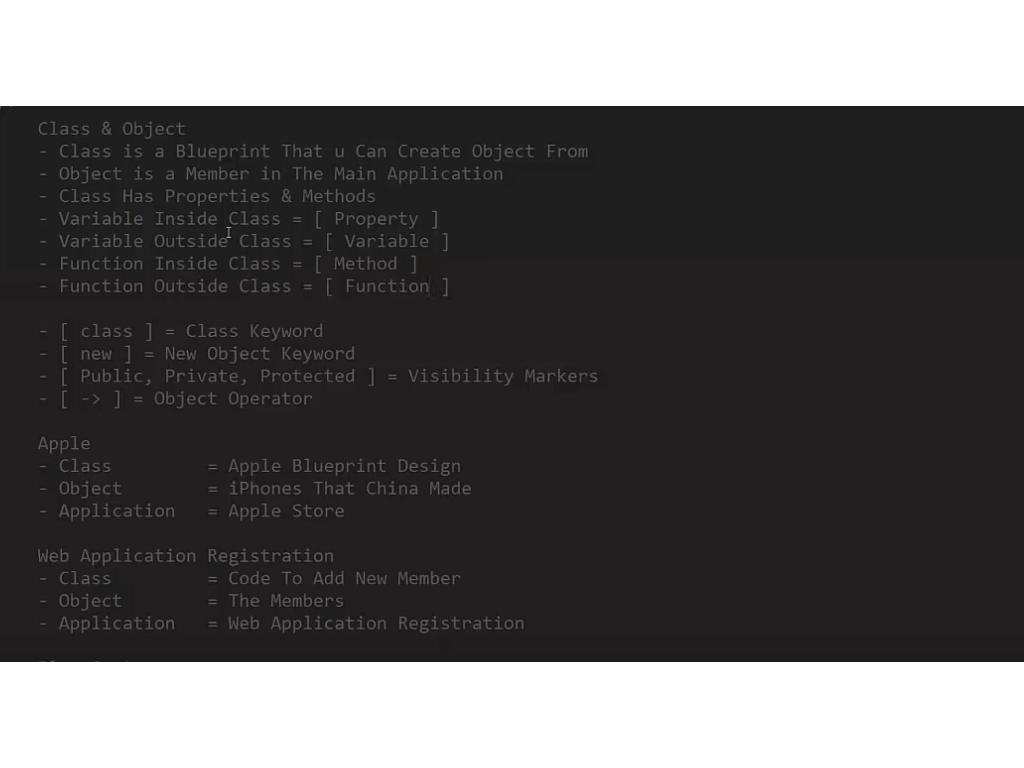 Class & Object
- Class is a Blueprint That u Can Create Object From
- Object is a Member in The Main Application
- Class Has Properties & Methods
- Variable Inside Class = [ Property ]
- Variable Outside Class = [ Variable ]
- Function Inside Class = [ Method ]
- Function Outside Class = [ Function ]
- [ class ] = Class Keyword
- [ new ] = New Object Keyword
- [ Public, Private, Protected ] = Visibility Markers
- [ -> ] = Object Operator
Apple
- Class = Apple Blueprint Design
- Object = iPhones That China Made
- Application = Apple Store
Web Application Registration
- Class = Code To Add New Member
- Object = The Members
- Application = Web Application Registration